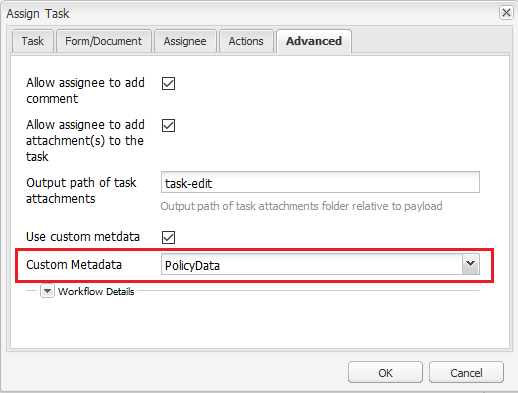 Assign Task
Task
Form/Document
Assignee
Actions
Advanced
Allow assignee to add
comment
Allow assignee to add
attachment(s) to the
task
Output path of task
attachments
task-edit
Output path of task attachments folder relative to payload
Use custom metdata
Custom Metadata
PolicyData
Workflow Details
OK
Cancel